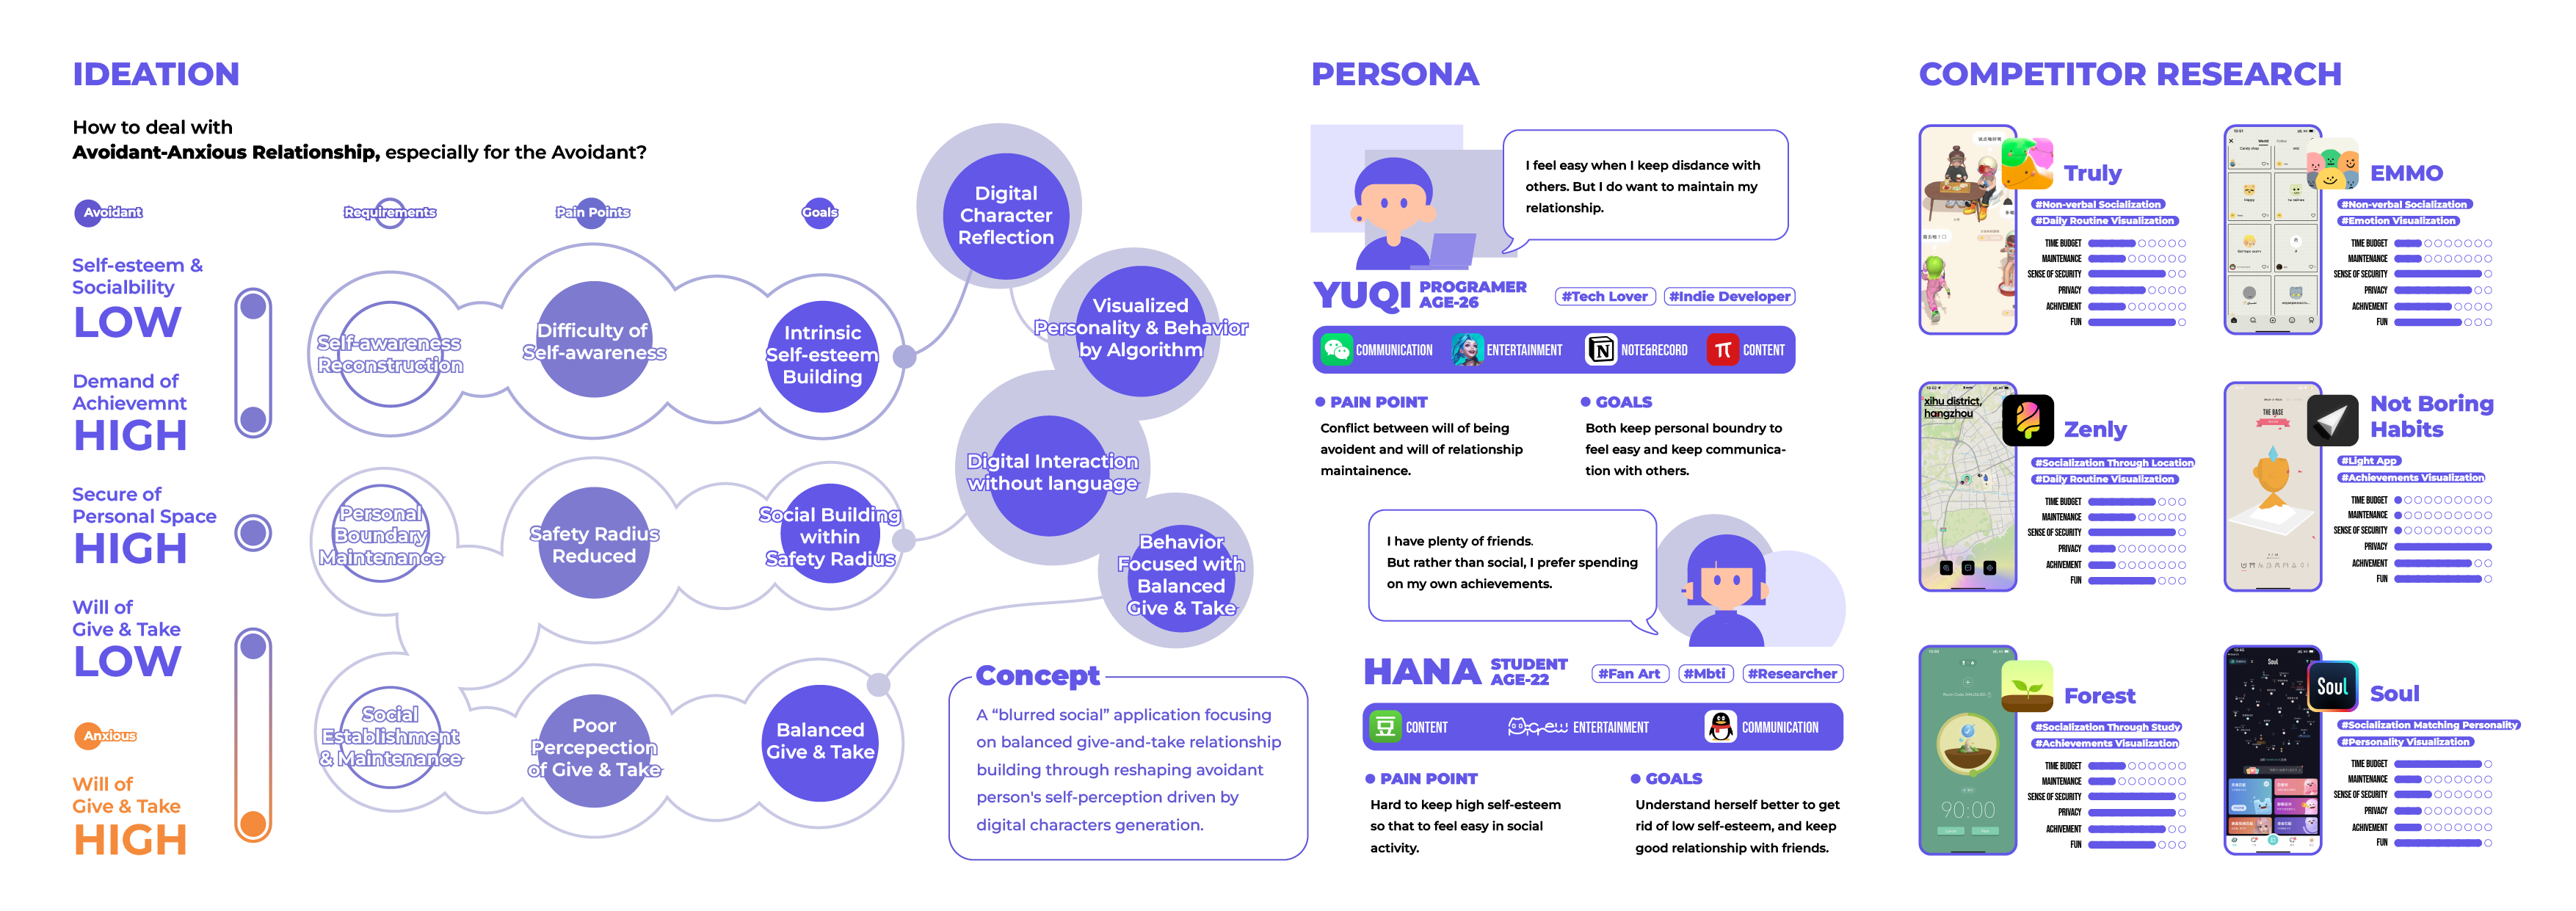 IDEATION
How to deal with
Avoidant-Anxious Relationship, especially for the Avoidant?
Avoidant
Requirements
Pain Points
Goals
Self-esteem &
Socialbility
LOW
Demand of
Achievemnt
HIGH
Secure of
Personal Space
HIGH
Will of
Give & Take
LOW
Anxious
Will of
Give & Take
HIGH
Self-awareness
Reconstruction
Difficulty of
Self-awareness
Intrinsic
Self-esteem
Building
Personal
Boundary
Maintenance
Safety Radius
Reduced
Social Building
within
Safety Radius
Social
Establishment
& Maintenance
Poor
Percepection
of Give & Take
Balanced
Give & Take
Digital
Character
Reflection
Visualized
Personality & Behavior
by Algorithm
Digital Interaction
without language
Behavior
Focused with
Balanced
Give & Take
Concept
A “blurred social” application focusing
on balanced give-and-take relationship
building through reshaping avoidant
person's self-perception driven by
digital characters generation.
PERSONA
I feel easy when I keep disdance with
others. But I do want to maintain my
relationship.
YUQI
PROGRAMER
AGE-26
#Tech Lover
#Indie Developer
COMMUNICATION
ENTERTAINMENT
NOTE&RECORD
CONTENT
PAIN POINT
Conflict between will of being
avoident and will of relationship
maintainence.
GOALS
Both keep personal boundry to
feel easy and keep communica-
tion with others.
I have plenty of friends.
But rather than social, I prefer spending
on my own achievements.
HANA
STUDENT
AGE-22
#Fan Art
#Mbti
#Researcher
豆
CONTENT
ENTERTAINMENT
COMMUNICATION
PAIN POINT
Hard to keep high self-esteem
so that to feel easy in social
activity.
GOALS
Understand herself better to get
rid of low self-esteem, and keep
good relationship with friends.
COMPETITOR RESEARCH
Truly
#Non-verbal Socialization
#Daily Routine Visualization
TIME BUDGET
MAINTENANCE
SENSE OF SECURITY
PRIVACY
ACHIVEMENT
FUN
EMMO
#Non-verbal Socialization
#Emotion Visualization
TIME BUDGET
MAINTENANCE
SENSE OF SECURITY
PRIVACY
ACHIVEMENT
FUN
xihu district,
hangzhou
Zenly
#Socialization Through Location
#Daily Routine Visualization
TIME BUDGET
MAINTENANCE
SENSE OF SECURITY
PRIVACY
ACHIVEMENT
FUN
THE BASE
Not Boring
Habits
#Light App
#Achievements Visualization
TIME BUDGET
MAINTENANCE
SENSE OF SECURITY
PRIVACY
ACHIVEMENT
FUN
90:00
Forest
#Socialization Through Study
#Achievements Visualization
TIME BUDGET
MAINTENANCE
SENSE OF SECURITY
PRIVACY
ACHIVEMENT
FUN
Soul
Soul
Soul
#Socialization Matching Personality
#Personality Visualization
TIME BUDGET
MAINTENANCE
SENSE OF SECURITY
PRIVACY
ACHIVEMENT
FUN